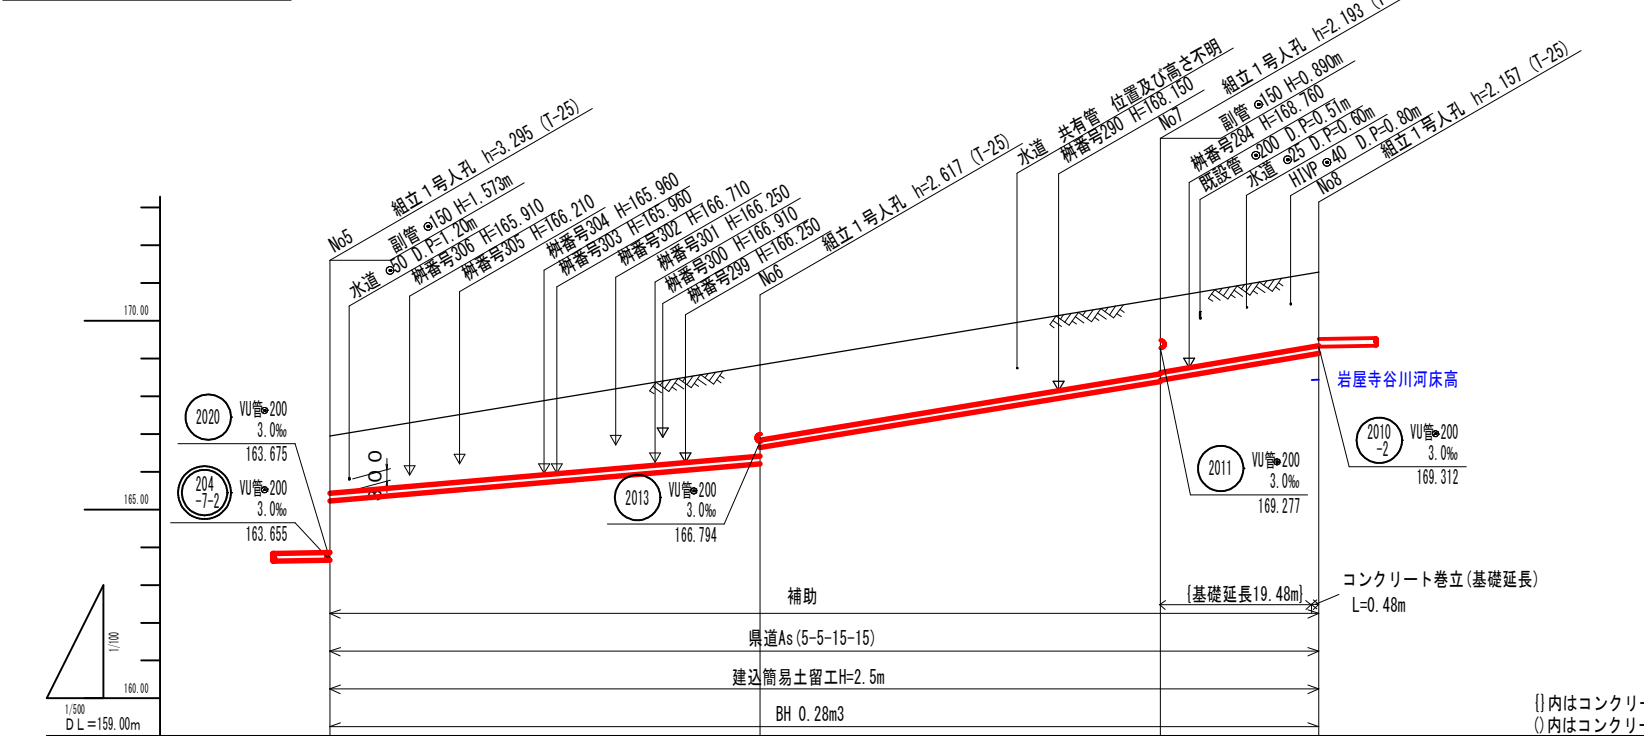 No5
組立1号人孔 h=3.295 (T-25)
副管 ⌀150 H=1.573m
水道 ⌀50 D.P=1.20m
桝番号306 H=165.910
桝番号305 H=166.210
桝番号304 H=165.960
桝番号303 H=165.960
桝番号302 H=166.710
桝番号301 H=166.250
桝番号300 H=166.910
桝番号299 H=166.250
No6
組立1号人孔 h=2.617 (T-25)
水道 共有管 位置及び高さ不明
桝番号290 H=168.150
No7
組立1号人孔 h=2.193
副管 ⌀150 H=0.890m
桝番号284 H=168.760
既設管 ⌀200 D.P=0.51m
水道 ⌀25 D.P=0.60m
HIVP ⌀40 D.P=0.80m
No8
組立1号人孔 h=2.157 (T-25)
170.00
165.00
160.00
300
2020
VU管⌀200
3.0‰
163.675
204
-7-2
VU管⌀200
3.0‰
163.655
2013
VU管⌀200
3.0‰
166.794
2011
VU管⌀200
3.0‰
169.277
2010
-2
VU管⌀200
3.0‰
169.312
岩屋寺谷川河床高
補助
{基礎延長19.48m}
コンクリート巻立(基礎延長)
L=0.48m
県道As(5-5-15-15)
建込簡易土留工H=2.5m
BH 0.28m3
1/100
1/500
DL=159.00m
{}内はコンクリー
()内はコンクリー